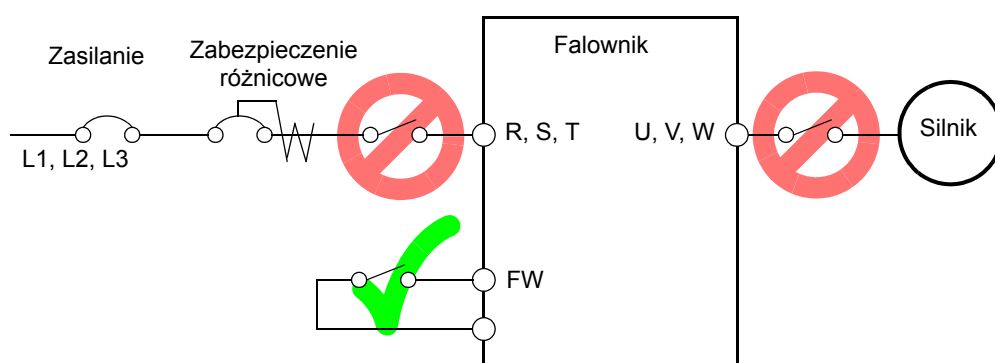 Zasilanie
Zabezpieczenie
różnicowe
Falownik
L1, L2, L3
R, S, T
U, V, W
Silnik
FW